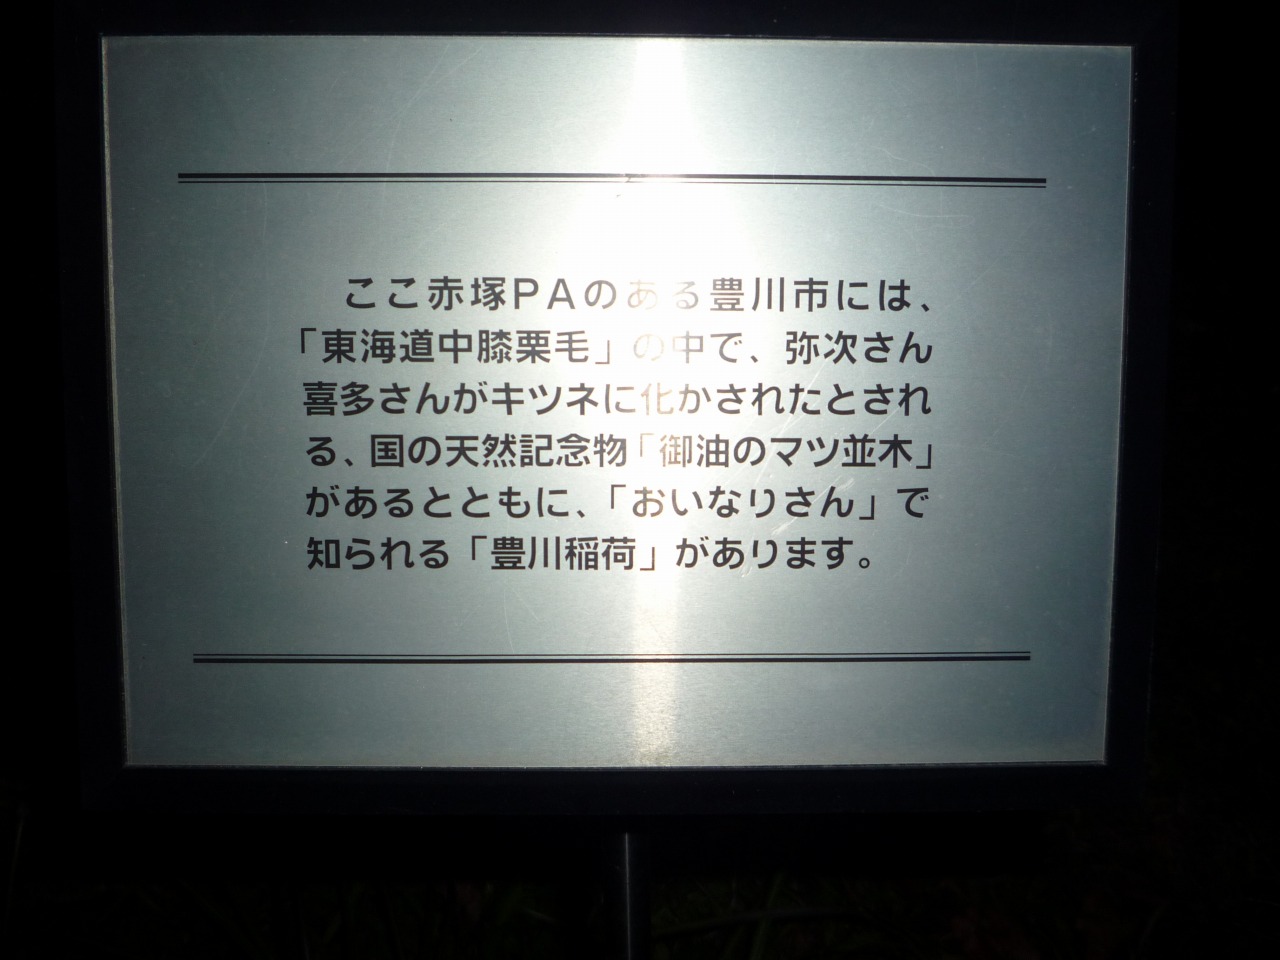 ここ赤塚PAのある豊川市には、
「東海道中膝栗毛」の中で、弥次さん
喜多さんがキツネに化かされたとされ
る、国の天然記念物「御油のマツ並木」
があるとともに、「おいなりさん」で
知られる「豊川稲荷」があります。